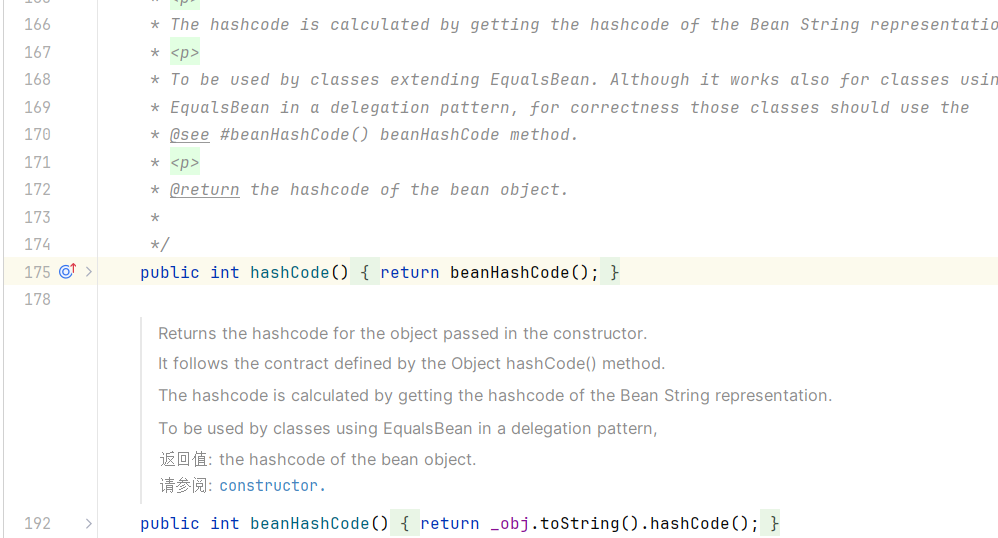 165 * <p>
166 * The hashcode is calculated by getting the hashcode of the Bean String
167 * <p>
168 * To be used by classes extending EqualsBean. Although it works also for classes
169 * EqualsBean in a delegation pattern, for correctness those classes should use the
170 * @see #beanHashCode() beanHashCode method.
171 * <p>
172 * @return the hashcode of the bean object.
173 *
174 */
175 public int hashCode() { return beanHashCode(); }
178
Returns the hashcode for the object passed in the constructor.
It follows the contract defined by the Object hashCode() method.
The hashcode is calculated by getting the hashcode of the Bean String representation.
To be used by classes using EqualsBean in a delegation pattern,
返回值: the hashcode of the bean object.
请参阅: constructor.
192 public int beanHashCode() { return _obj.toString().hashCode(); }